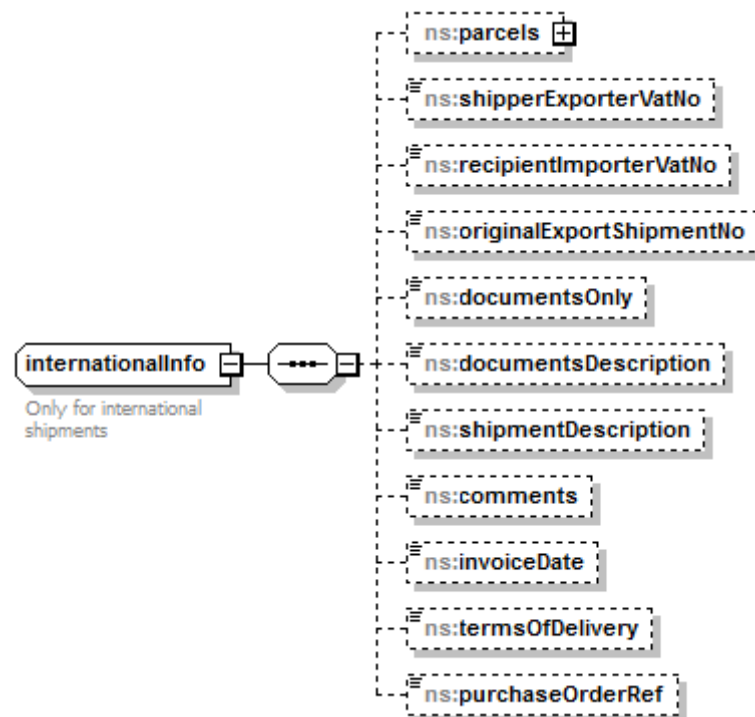 ns:parcels
ns:shipperExporterVatNo
ns:recipientImporterVatNo
ns:originalExportShipmentNo
ns:documentsOnly
internationalInfo
Only for international
shipments
ns:documentsDescription
ns:shipmentDescription
ns:comments
ns:invoiceDate
ns:termsOfDelivery
ns:purchaseOrderRef